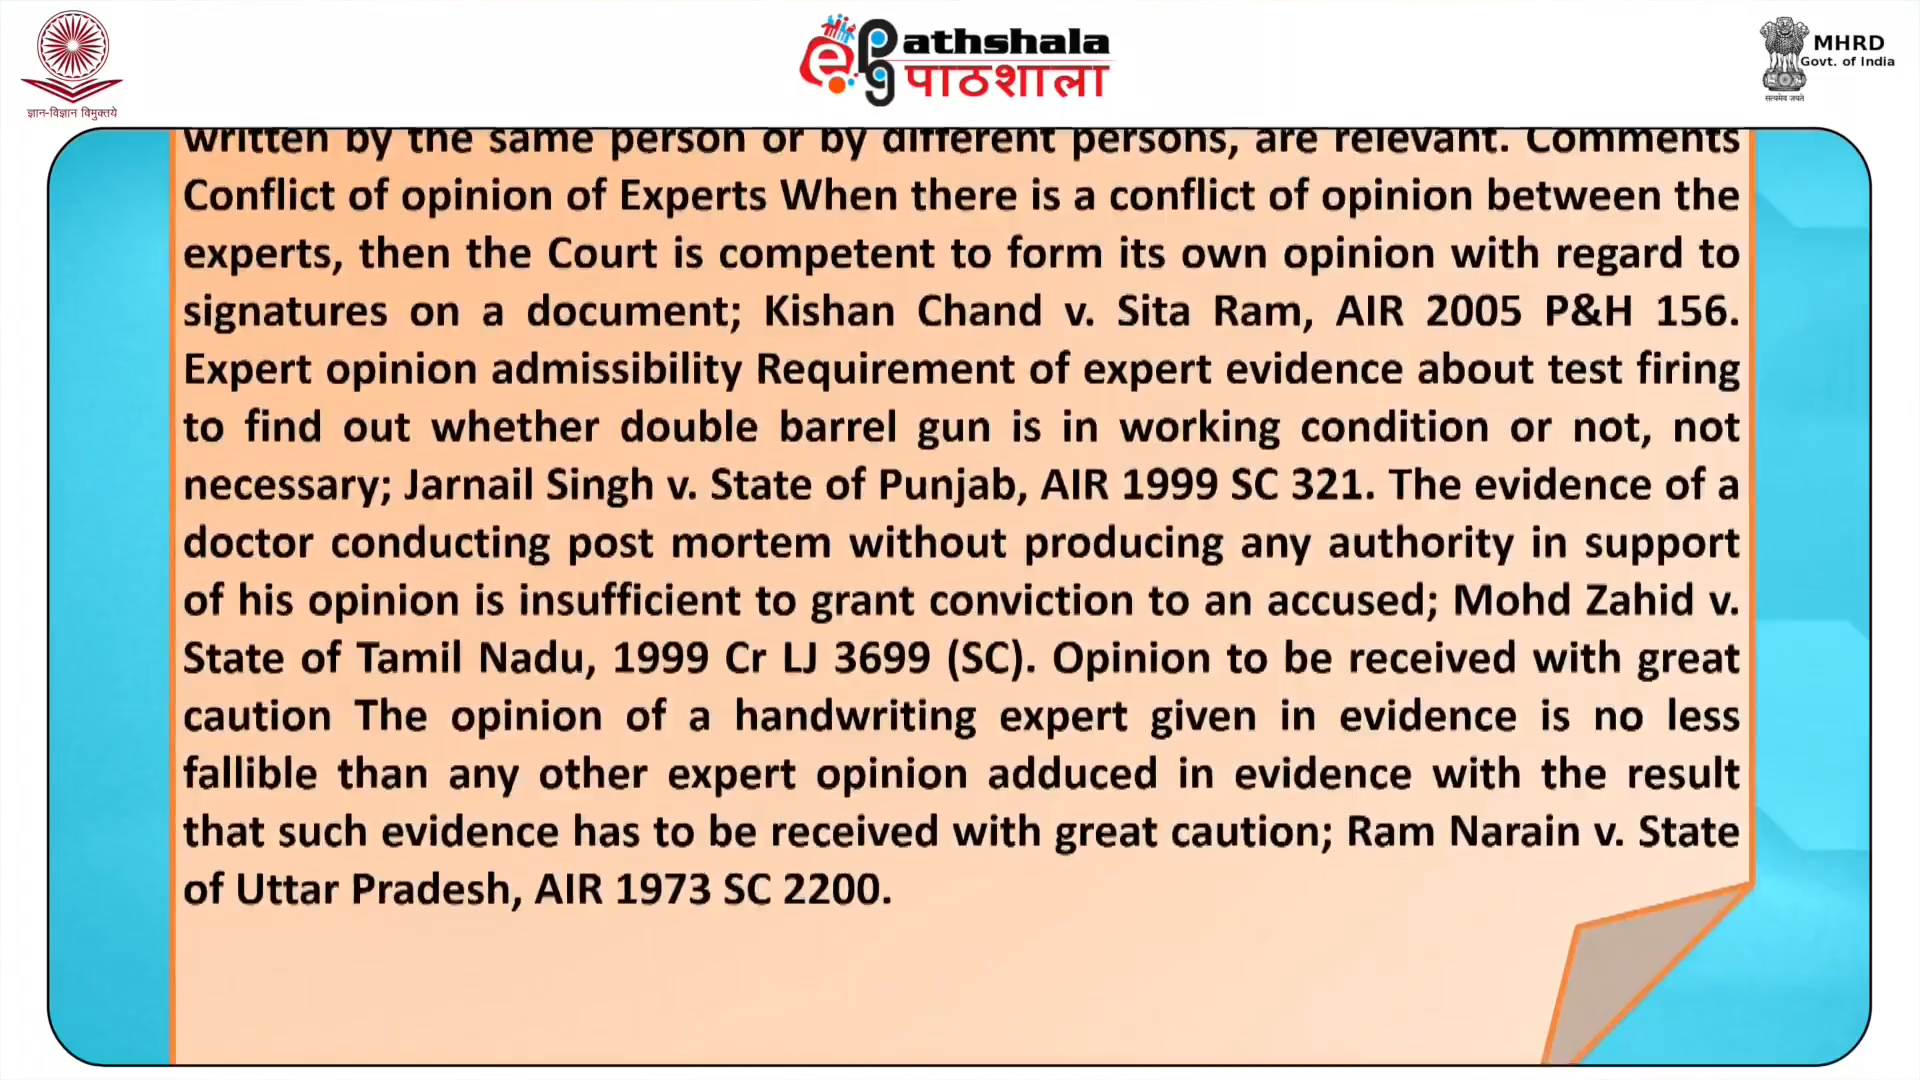 ज्ञान-विज्ञान विमुक्तये
epgathshala
पाठशाला
MHRD
Govt. of India
सत्यमेव जयते
written by the same person or by different persons, are relevant. Comments
Conflict of opinion of Experts When there is a conflict of opinion between the
experts, then the Court is competent to form its own opinion with regard to
signatures on a document; Kishan Chand v. Sita Ram, AIR 2005 P&H 156.
Expert opinion admissibility Requirement of expert evidence about test firing
to find out whether double barrel gun is in working condition or not, not
necessary; Jarnail Singh v. State of Punjab, AIR 1999 SC 321. The evidence of a
doctor conducting post mortem without producing any authority in support
of his opinion is insufficient to grant conviction to an accused; Mohd Zahid v.
State of Tamil Nadu, 1999 Cr LJ 3699 (SC). Opinion to be received with great
caution The opinion of a handwriting expert given in evidence is no less
fallible than any other expert opinion adduced in evidence with the result
that such evidence has to be received with great caution; Ram Narain v. State
of Uttar Pradesh, AIR 1973 SC 2200.